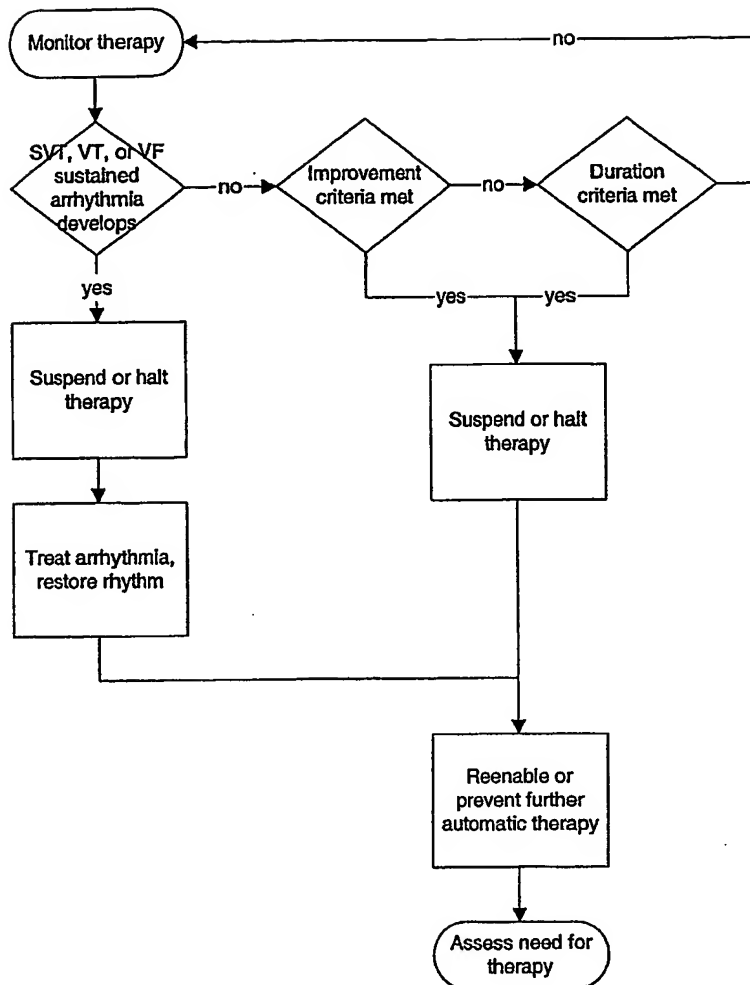 Monitor therapy
no
SVT, VT, or VF
sustained
arrhythmia
develops
no
Improvement
criteria met
no
Duration
criteria met
yes
yes
yes
Suspend or halt
therapy
Suspend or halt
therapy
Treat arrhythmia,
restore rhythm
Reenable or
prevent further
automatic therapy
Assess need for
therapy